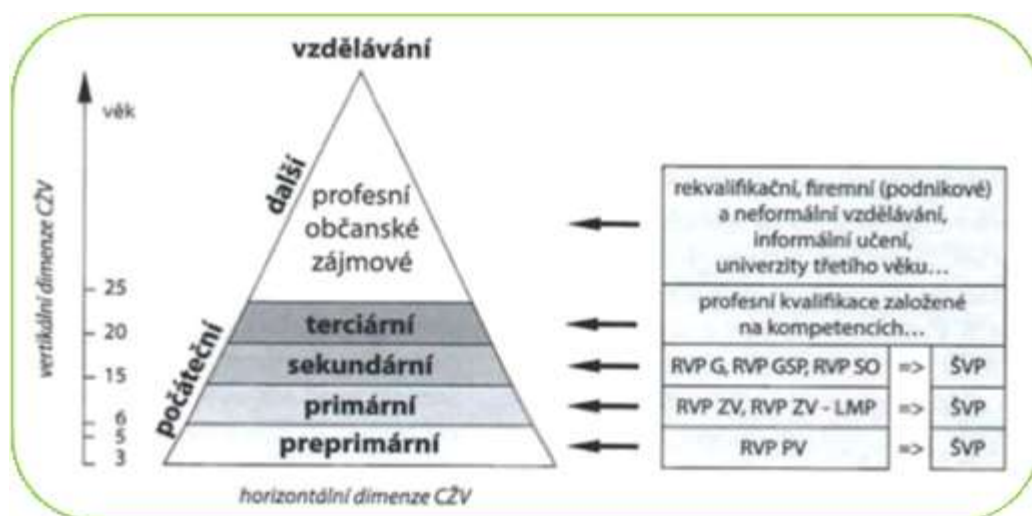 vzdělávání
věk
vertikální dimenze CŽV
25
20
15
6
5
3
další
počáteční
profesní
občanské
zájmové
terciární
sekundární
primární
preprimární
horizontální dimenze CŽV
rekvalifikační, firemní (podnikové)
a neformální vzdělávání,
informální učení,
univerzity třetího věku...
profesní kvalifikace založené
na kompetencích...
RVP G, RVP GSP, RVP SO => ŠVP
RVP ZV, RVP ZV - LMP => ŠVP
RVP PV => ŠVP